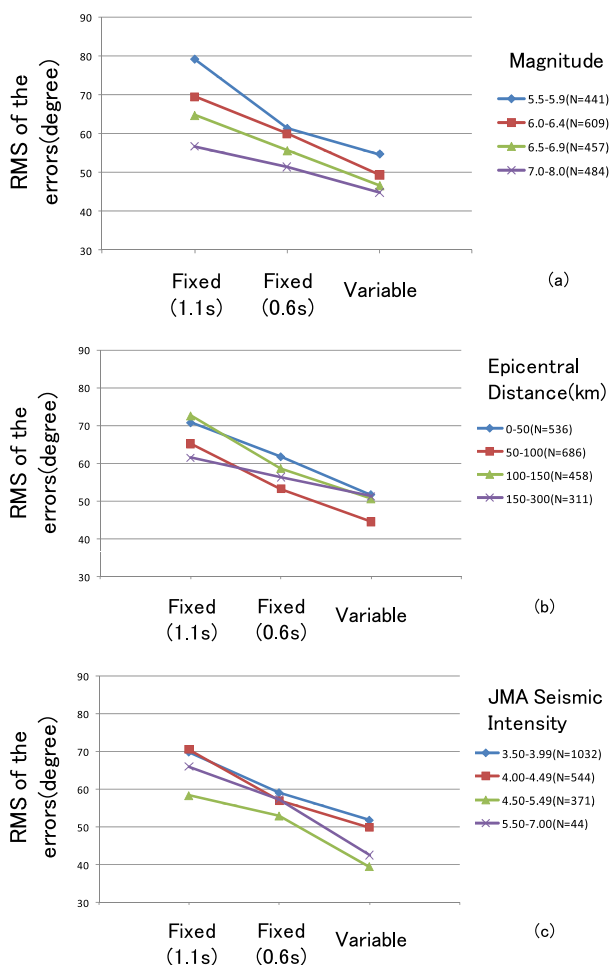 90
80
70
60
50
40
30
RMS of the
errors(degree)
Fixed
(1.1s)
Fixed
(0.6s)
Variable
Magnitude
5.5-5.9(N=441)
6.0-6.4(N=609)
6.5-6.9(N=457)
7.0-8.0(N=484)
(a)
90
80
70
60
50
40
30
RMS of the
errors(degree)
Fixed
(1.1s)
Fixed
(0.6s)
Variable
Epicentral
Distance(km)
0-50(N=536)
50-100(N=686)
100-150(N=458)
150-300(N=311)
(b)
90
80
70
60
50
40
30
RMS of the
errors(degree)
Fixed
(1.1s)
Fixed
(0.6s)
Variable
JMA Seismic
Intensity
3.50-3.99(N=1032)
4.00-4.49(N=544)
4.50-5.49(N=371)
5.50-7.00(N=44)
(c)